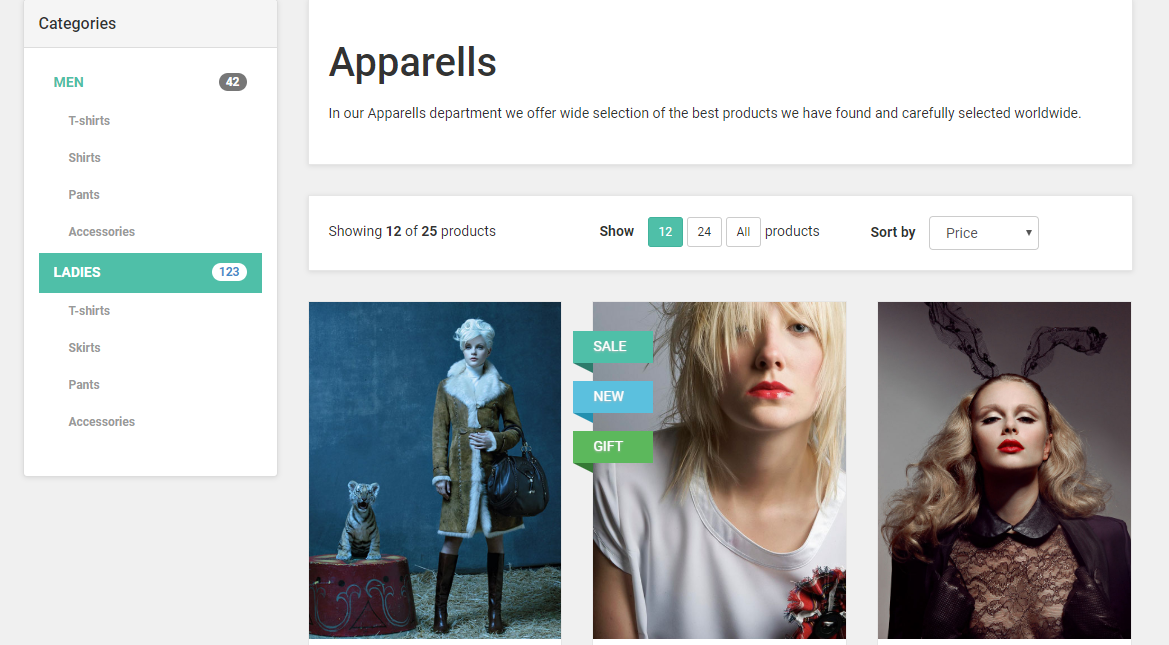 Categories
MEN 42
T-shirts
Shirts
Pants
Accessories
LADIES 123
T-shirts
Skirts
Pants
Accessories
Apparells
In our Apparells department we offer wide selection of the best products we have found and carefully selected worldwide.
Showing 12 of 25 products
Show 12 24 All products
Sort by Price
SALE
NEW
GIFT